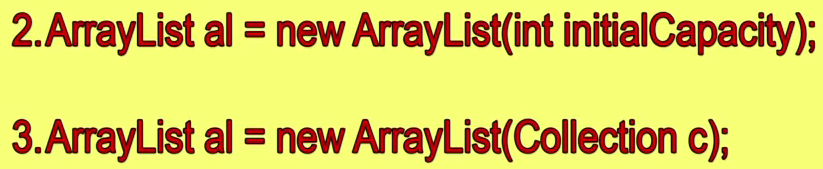 2.ArrayList al = new ArrayList(int initialCapacity);
3.ArrayList al = new ArrayList(Collection c);